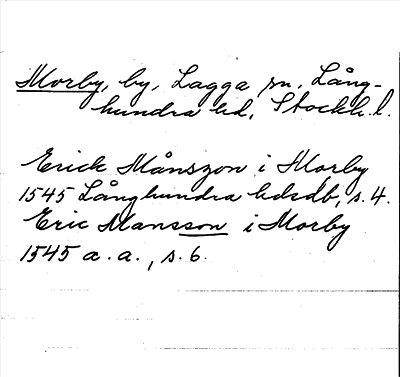 Morby, by, Lagga sn, Lång-
hundra hd, Stockh. l.
Erick Månszon i Morby
1545 Långhundra hdsdb, s. 4.
Eric Mansson i Morby
1545 a. a., s. 6.